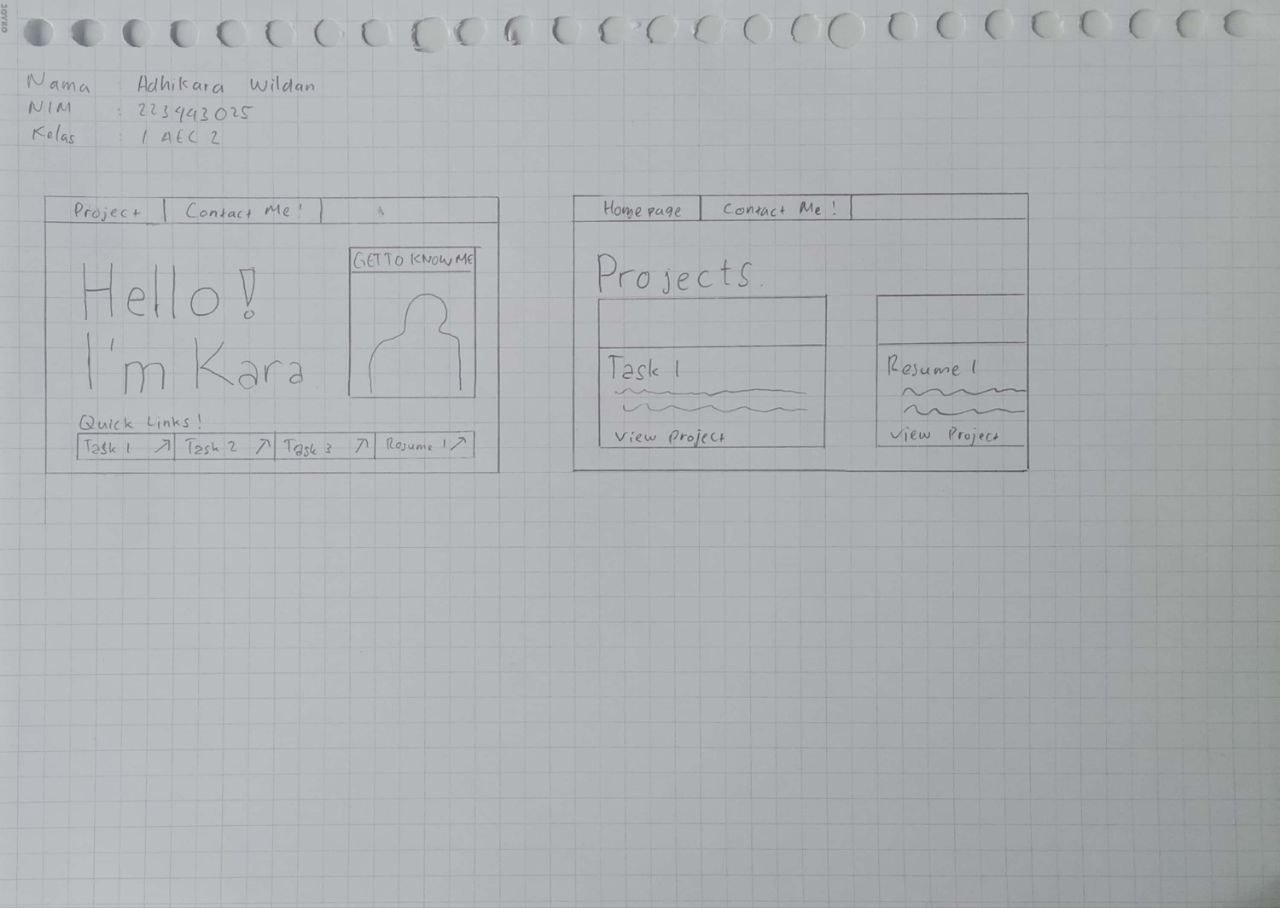 Nama : Adhikara Wildan
NIM : 223443025
Kelas : 1 AEC 2
Project
Contact Me!
Hello!
I'm Kara
GET TO KNOW ME
Quick Links!
Task 1 ↗
Task 2 ↗
Task 3 ↗
Resume 1 ↗
Homepage
Contact Me!
Projects.
Task 1
View Project
Resume 1
View Project